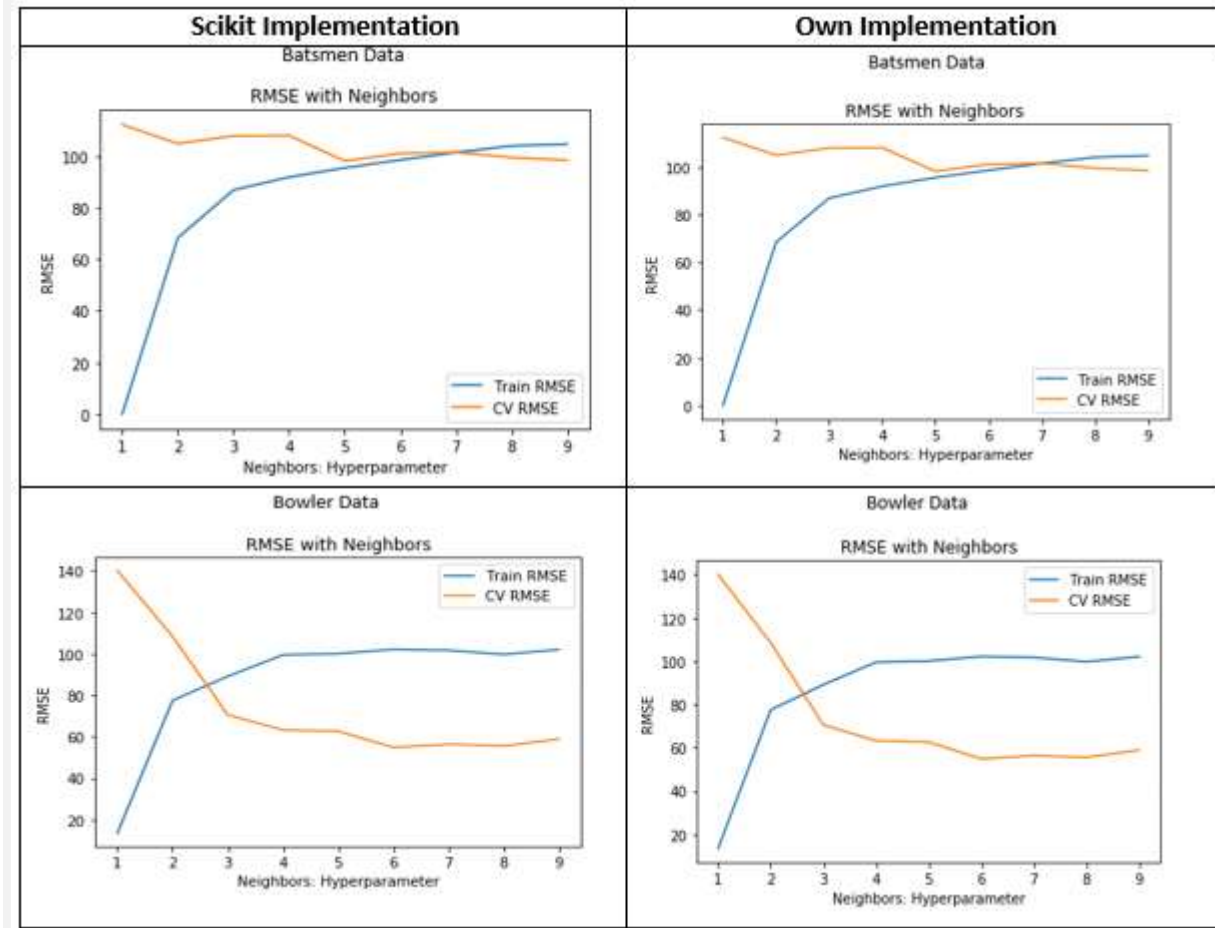 Scikit Implementation
Own Implementation
Batsmen Data
RMSE with Neighbors
RMSE
100
80
60
40
20
0
Train RMSE
CV RMSE
1 2 3 4 5 6 7 8 9
Neighbors: Hyperparameter
Batsmen Data
RMSE with Neighbors
RMSE
100
80
60
40
20
0
Train RMSE
CV RMSE
1 2 3 4 5 6 7 8 9
Neighbors: Hyperparameter
Bowler Data
RMSE with Neighbors
RMSE
140
120
100
80
60
40
20
Train RMSE
CV RMSE
1 2 3 4 5 6 7 8 9
Neighbors: Hyperparameter
Bowler Data
RMSE with Neighbors
RMSE
140
120
100
80
60
40
20
Train RMSE
CV RMSE
1 2 3 4 5 6 7 8 9
Neighbors: Hyperparameter